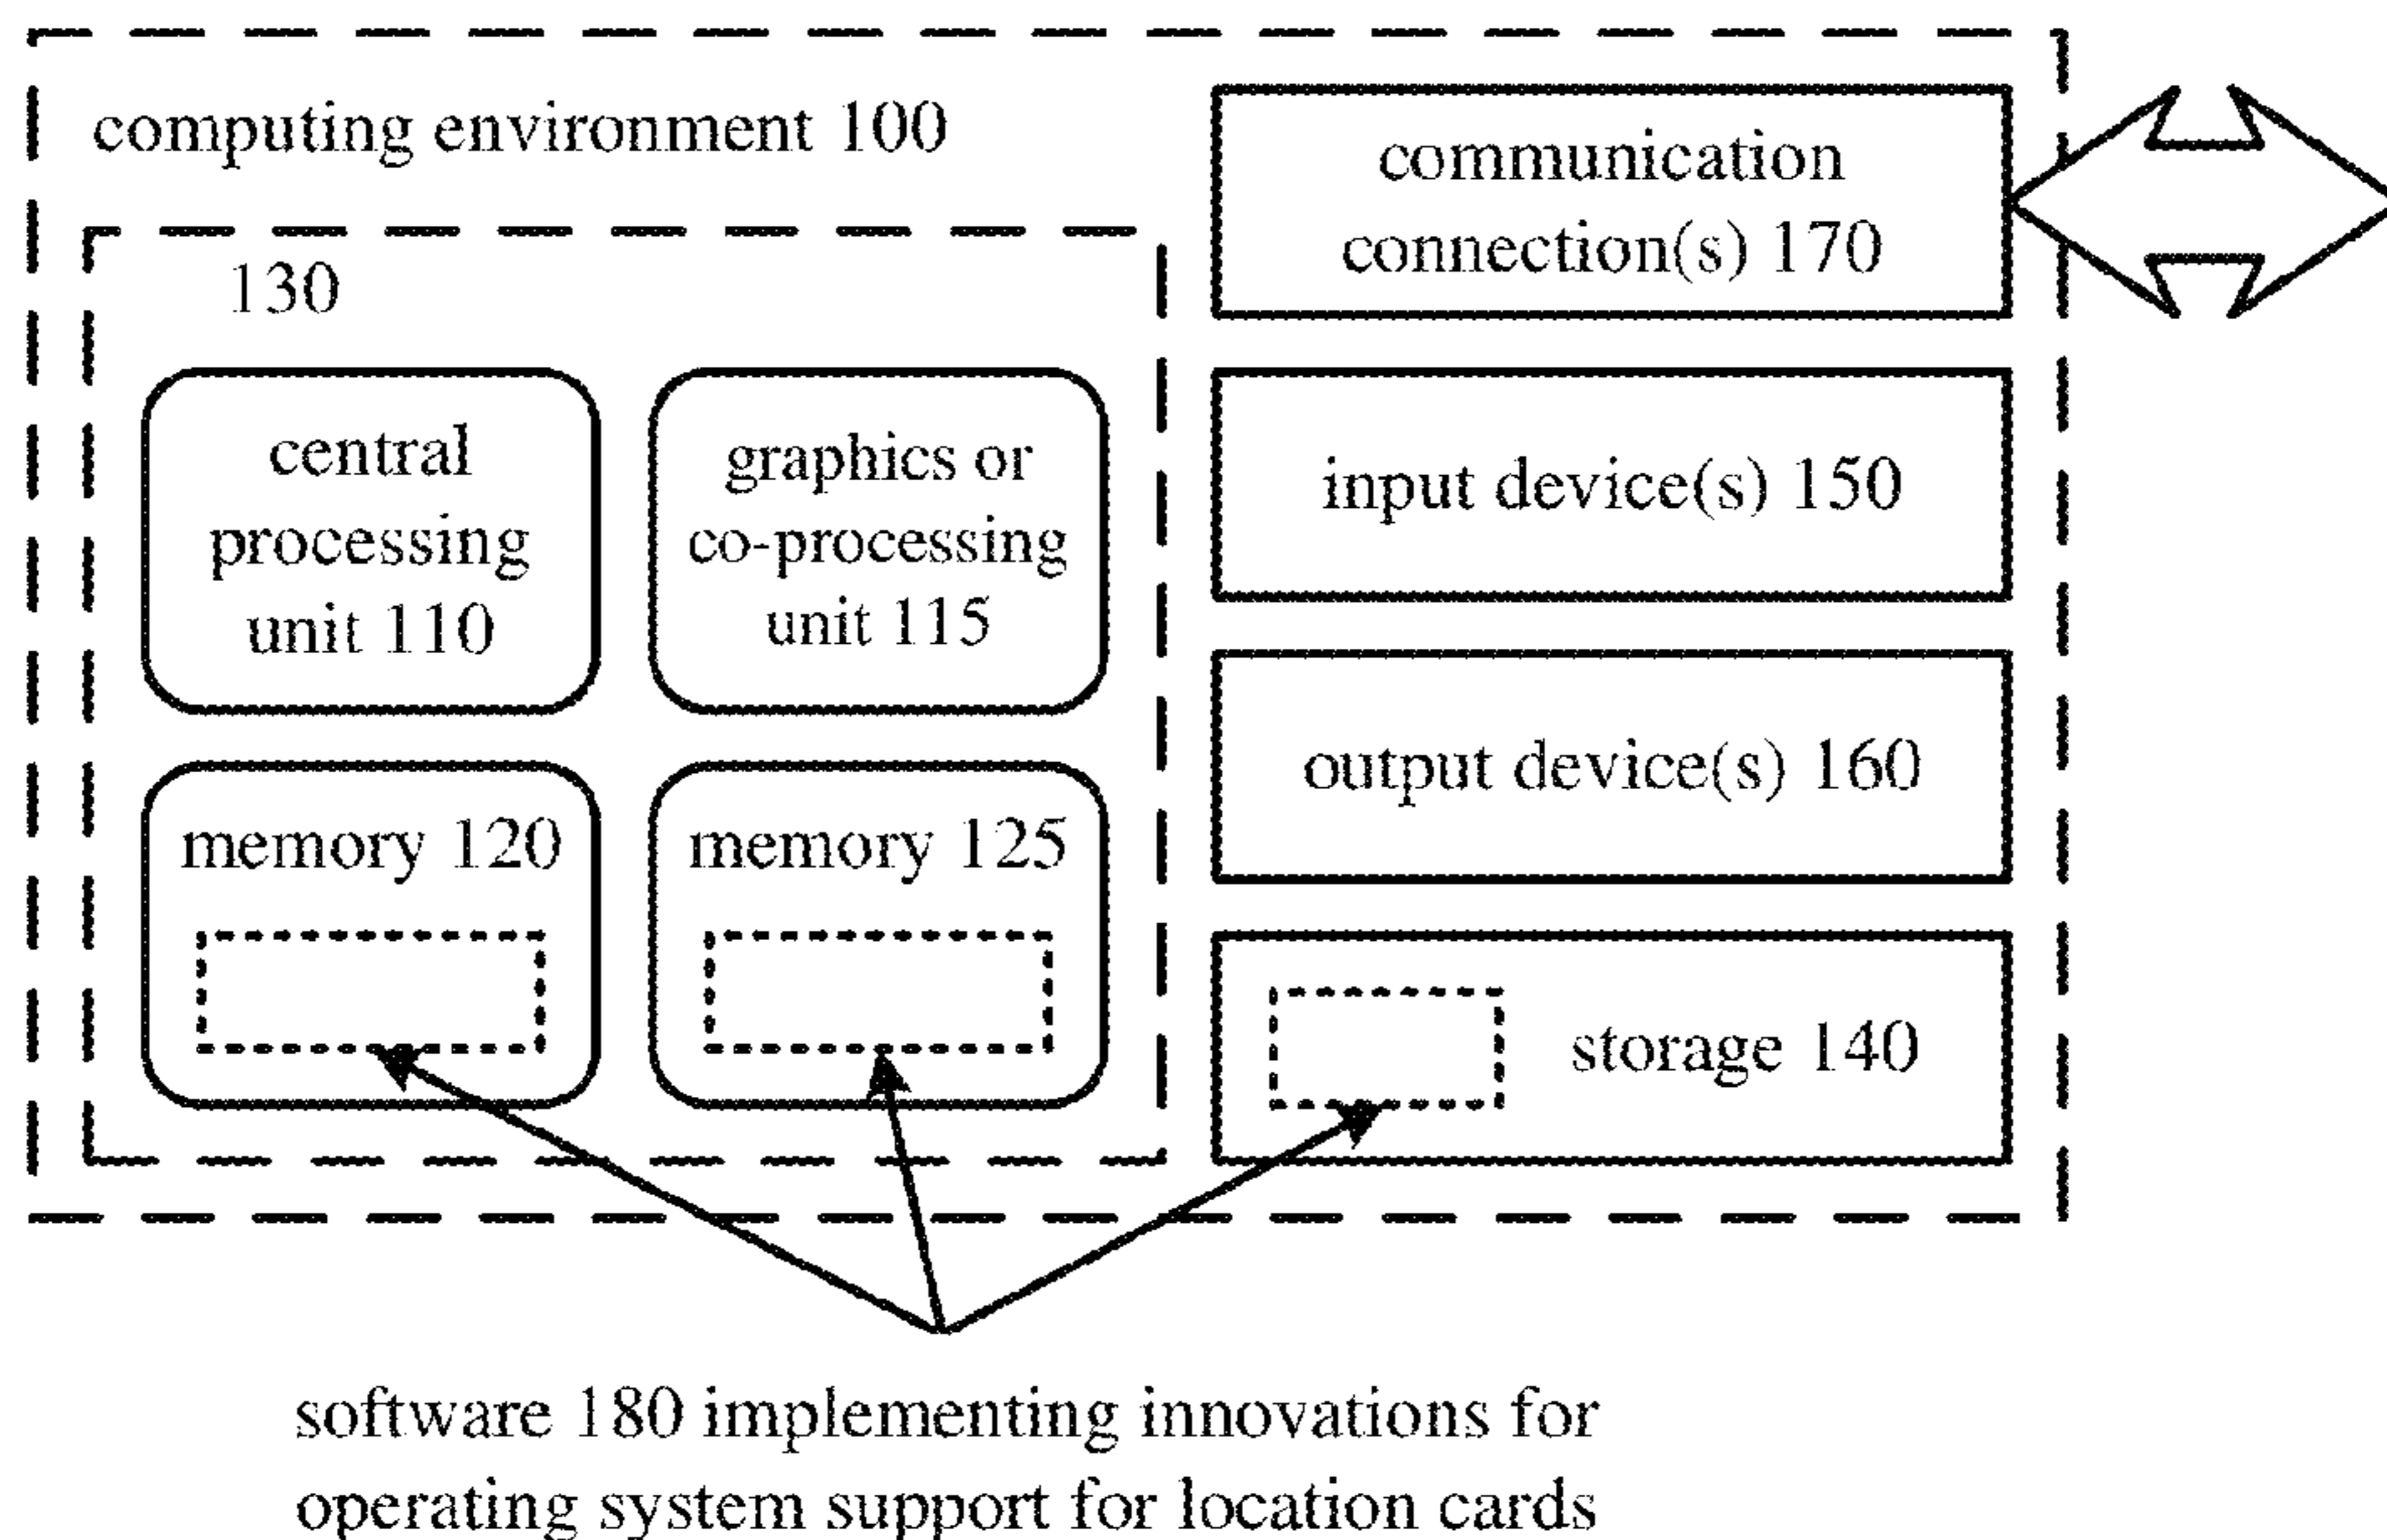 computing environment 100
130
central
processing
unit 110
graphics or
co-processing
unit 115
memory 120
memory 125
communication
connection(s) 170
input device(s) 150
output device(s) 160
storage 140
software 180 implementing innovations for
operating system support for location cards